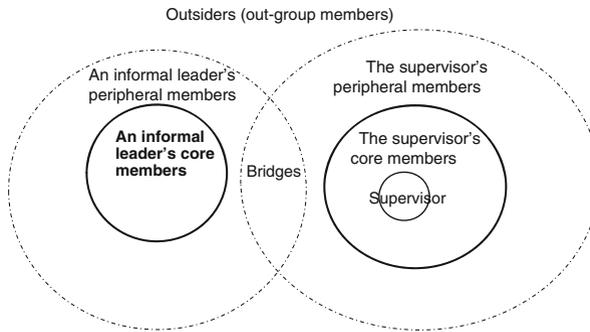 Outsiders (out-group members)
An informal leader's
peripheral members
The supervisor's
peripheral members
An informal
leader's core
members
Bridges
The supervisor's
core members
Supervisor